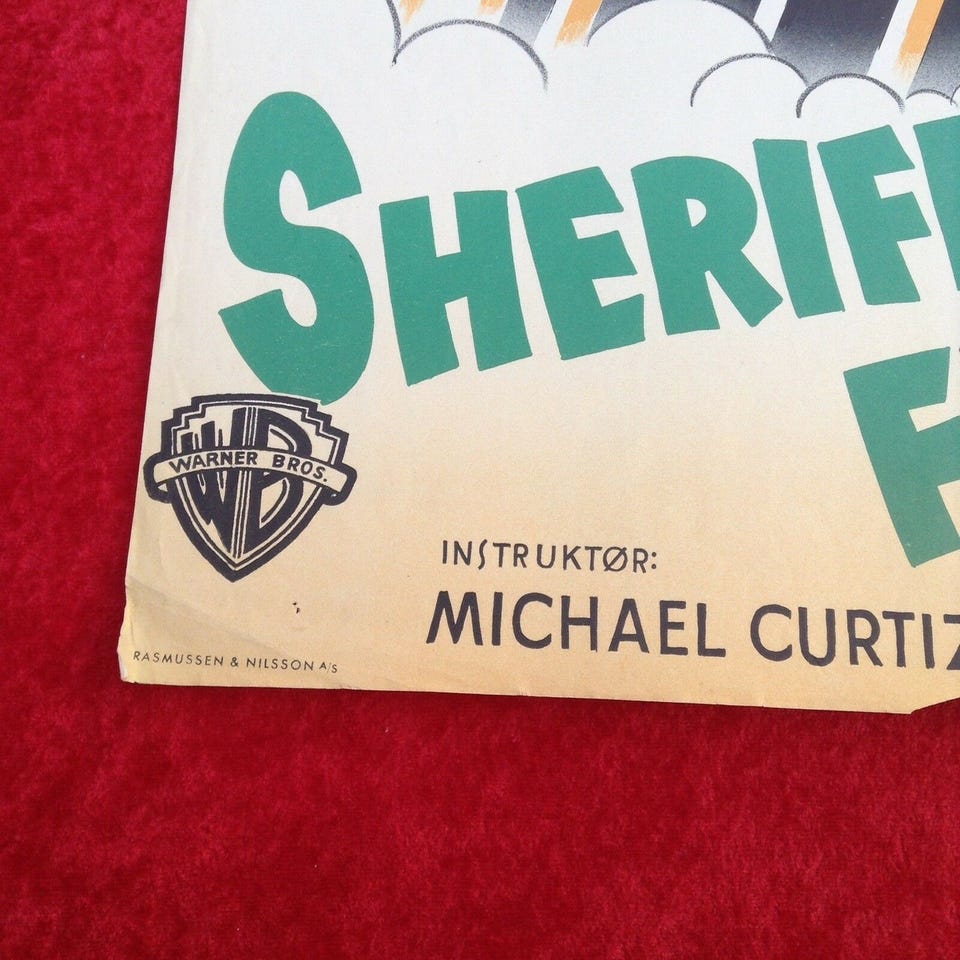 SHERIFF
F
WB
WARNER BROS.
INSTRUKTØR:
MICHAEL CURTIZ
RASMUSSEN & NILSSON A/S